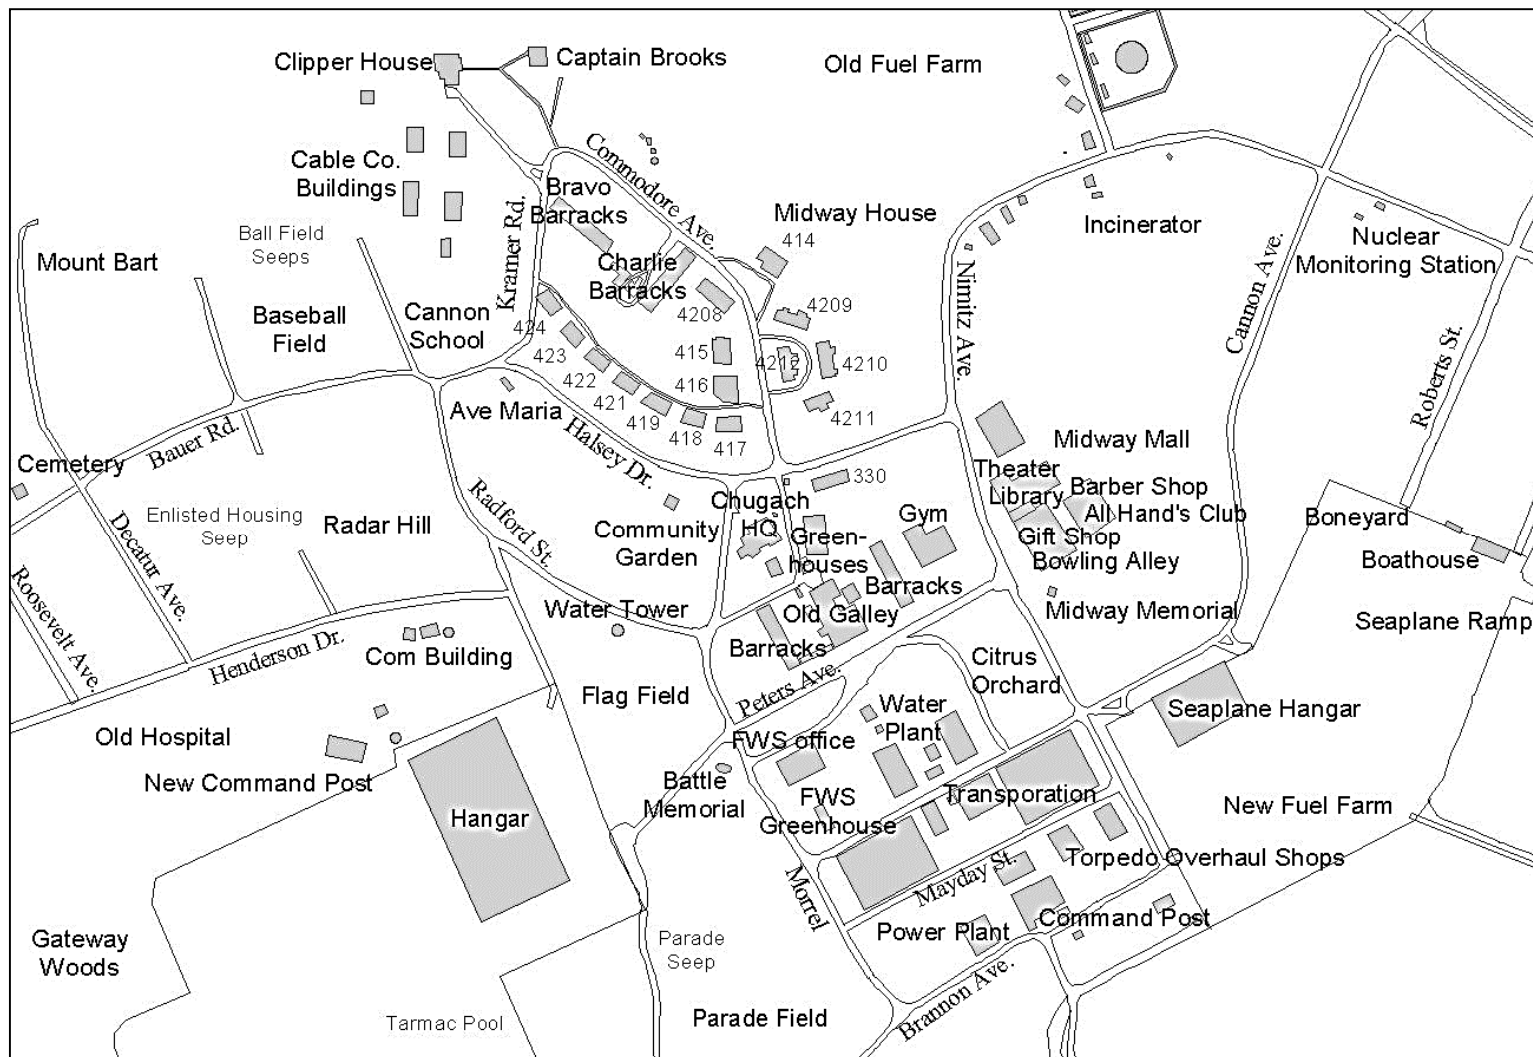 Clipper House
Captain Brooks
Old Fuel Farm
Cable Co.
Buildings
Commodore Ave.
Bravo
Barracks
Kramer Rd.
Midway House
414
Incinerator
Nuclear
Monitoring Station
Ball Field
Seeps
Mount Bart
Charlie
Barracks
Nimitz Ave.
Cannon Ave.
Baseball
Field
Cannon
School
4208
4209
424
423
422
421
419
418
417
415
416
4212
4210
4211
Roberts St.
Ave Maria
Halsey Dr.
Bauer Rd.
Cemetery
Midway Mall
Theater
Library
Barber Shop
All Hand's Club
Gift Shop
Bowling Alley
330
Chugach
HQ
Green-
houses
Gym
Boneyard
Boathouse
Enlisted Housing
Seep
Radar Hill
Radford St.
Community
Garden
Decatur Ave.
Roosevelt Ave.
Barracks
Old Galley
Water Tower
Barracks
Midway Memorial
Seaplane Ramp
Henderson Dr.
Com Building
Peters Ave.
Citrus
Orchard
Flag Field
Water
Plant
Seaplane Hangar
Old Hospital
New Command Post
FWS office
Battle
Memorial
FWS
Greenhouse
Transporation
New Fuel Farm
Hangar
Morrel
Mayday St.
Torpedo Overhaul Shops
Power Plant
Command Post
Gateway
Woods
Parade
Seep
Brannon Ave.
Tarmac Pool
Parade Field